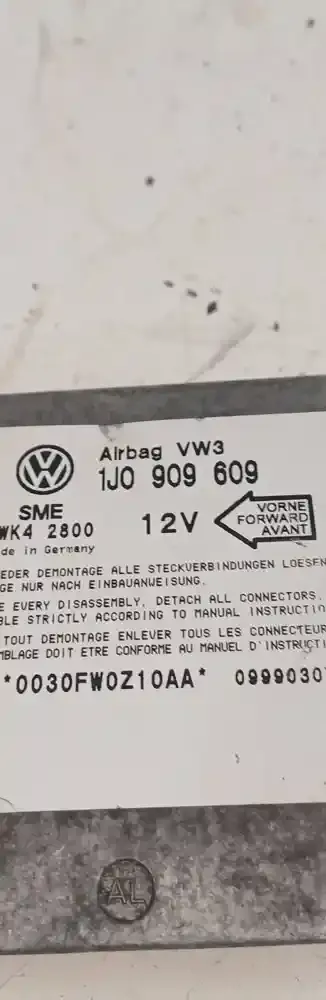 Airbag VW3
1J0 909 609
SME
WK4 2800
12V
VORNE
FORWARD
AVANT
de in Germany
EDER DEMONTAGE ALLE STECKVERBINDUNGEN LOESEN
GE NUR NACH EINBAUANWEISUNG.
E EVERY DISASSEMBLY, DETACH ALL CONNECTORS.
BLE STRICTLY ACCORDING TO MANUAL INSTRUCTIO
TOUT DEMONTAGE ENLEVER TOUS LES CONNECTEUR
MBLAGE DOIT ETRE CONFORME AU MANUEL D'INSTRUCTI
*0030FW0Z10AA* 0999030
AL